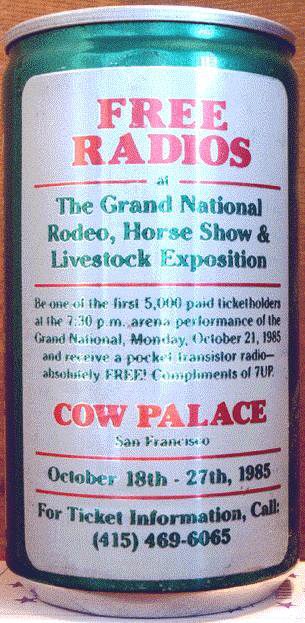 FREE
RADIOS
at
The Grand National
Rodeo, Horse Show &
Livestock Exposition
Be one of the first 5,000 paid ticketholders
at the 7:30 p.m. arena performance of the
Grand National, Monday, October 21, 1985
and receive a pocket transistor radio—
absolutely FREE! Compliments of 7UP.
COW PALACE
San Francisco
October 18th - 27th, 1985
For Ticket Information, Call:
(415) 469-6065